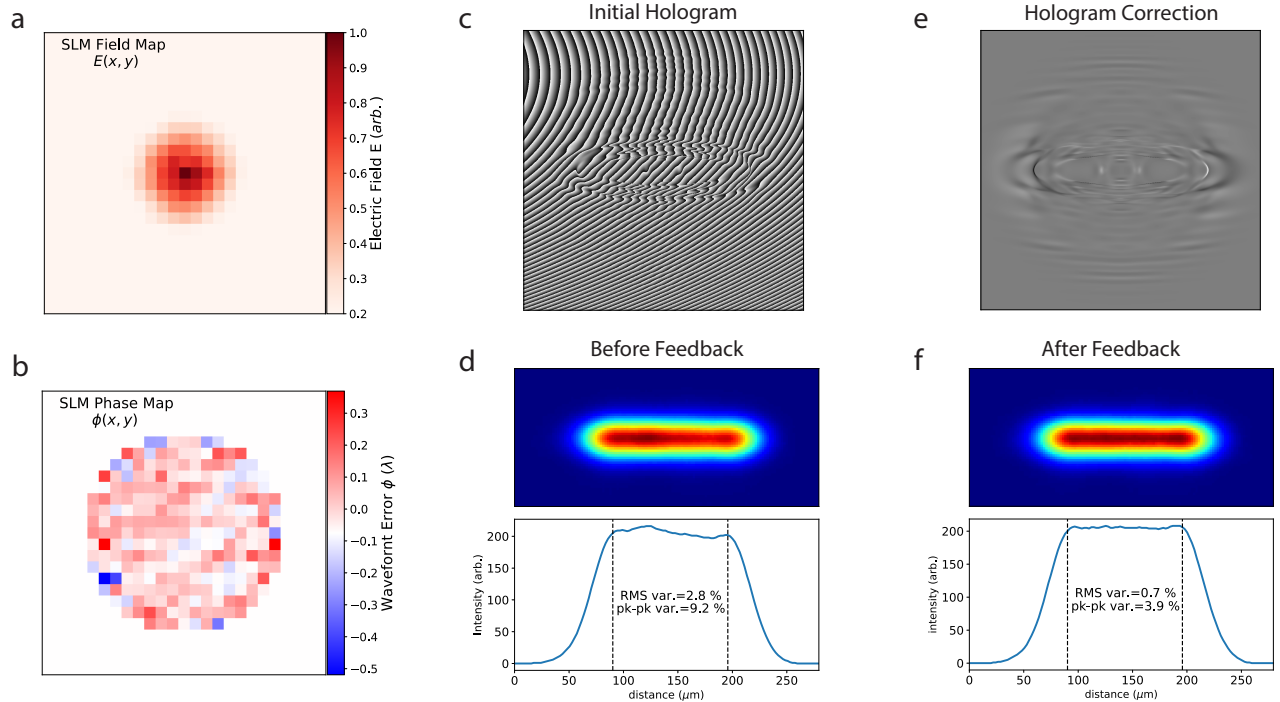 a
SLM Field Map
E(x, y)
1.0
0.9
0.8
0.7
0.6
0.5
0.4
0.3
0.2
Electric Field E (arb.)
b
SLM Phase Map
ϕ(x, y)
0.3
0.2
0.1
0.0
−0.1
−0.2
−0.3
−0.4
−0.5
Wavefornt Error ϕ (λ)
c
Initial Hologram
d
Before Feedback
200
150
100
50
0
Intensity (arb.)
RMS var.=2.8 %
pk-pk var.=9.2 %
0 50 100 150 200 250
distance (μm)
e
Hologram Correction
f
After Feedback
200
150
100
50
0
intensity (arb.)
RMS var.=0.7 %
pk-pk var.=3.9 %
0 50 100 150 200 250
distance (μm)